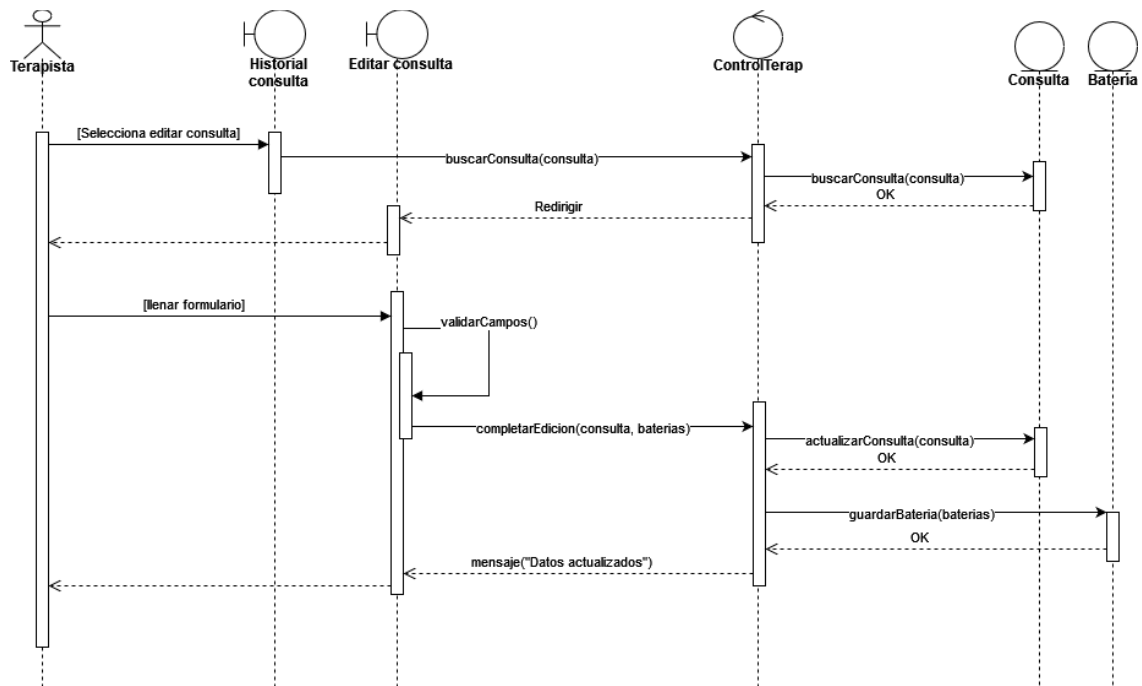 Terapista
Historial
consulta
Editar consulta
ControlTerap
Consulta
Batería
[Selecciona editar consulta]
buscarConsulta(consulta)
buscarConsulta(consulta)
OK
Redirigir
[llenar formulario]
validarCampos()
completarEdicion(consulta, baterias)
actualizarConsulta(consulta)
OK
guardarBateria(baterias)
OK
mensaje("Datos actualizados")